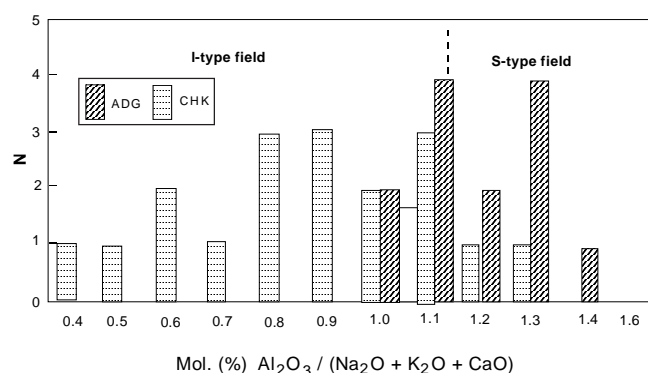 5
I-type field
S-type field
4
ADG
CHK
3
N
2
1
0
0.4 0.5 0.6 0.7 0.8 0.9 1.0 1.1 1.2 1.3 1.4 1.6
Mol. (%) Al₂O₃ / (Na₂O + K₂O + CaO)